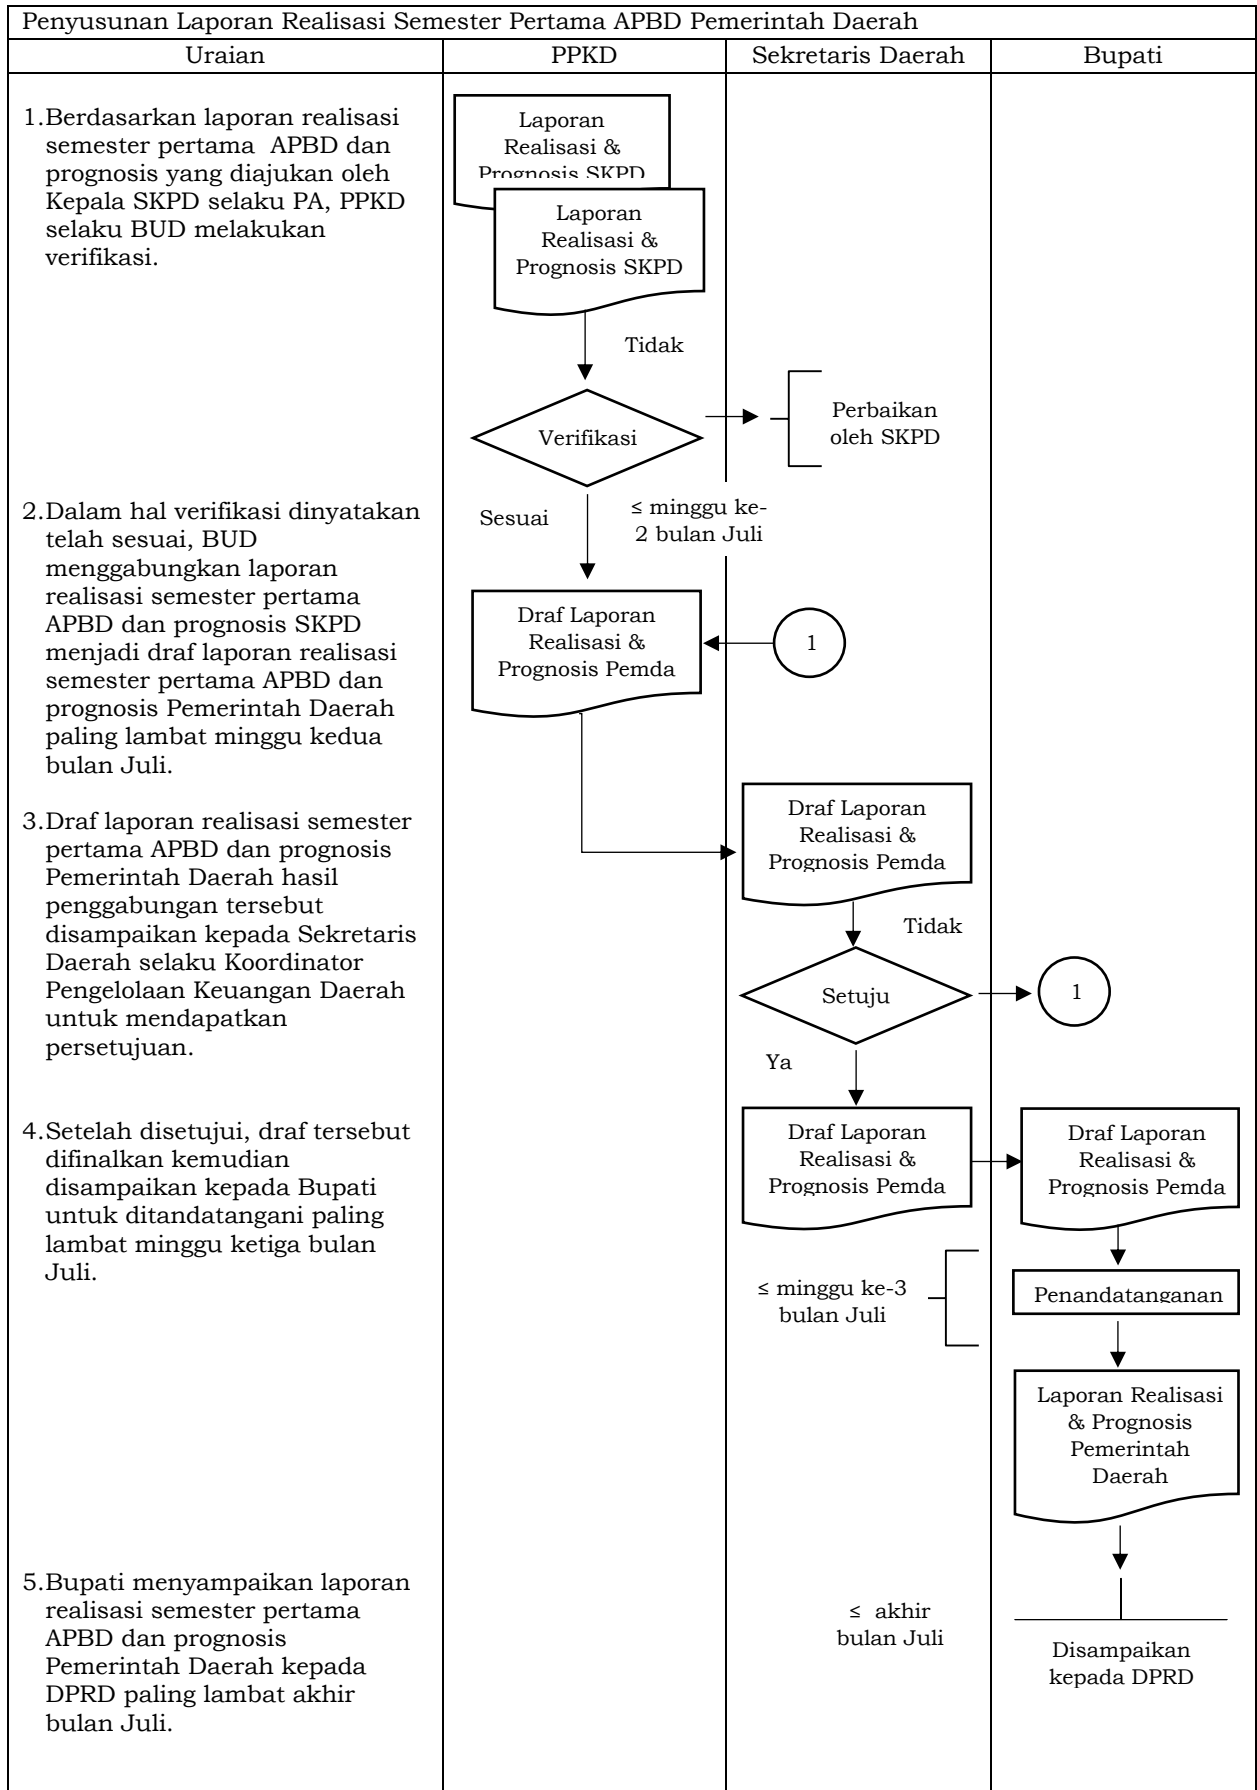 Penyusunan Laporan Realisasi Semester Pertama APBD Pemerintah Daerah
Uraian
PPKD
Sekretaris Daerah
Bupati
1.Berdasarkan laporan realisasi
semester pertama APBD dan
prognosis yang diajukan oleh
Kepala SKPD selaku PA, PPKD
selaku BUD melakukan
verifikasi.
Laporan
Realisasi &
Prognosis SKPD
Laporan
Realisasi &
Prognosis SKPD
Tidak
Verifikasi
Perbaikan
oleh SKPD
2.Dalam hal verifikasi dinyatakan
telah sesuai, BUD
menggabungkan laporan
realisasi semester pertama
APBD dan prognosis SKPD
menjadi draf laporan realisasi
semester pertama APBD dan
prognosis Pemerintah Daerah
paling lambat minggu kedua
bulan Juli.
Sesuai
≤ minggu ke-
2 bulan Juli
Draf Laporan
Realisasi &
Prognosis Pemda
1
3.Draf laporan realisasi semester
pertama APBD dan prognosis
Pemerintah Daerah hasil
penggabungan tersebut
disampaikan kepada Sekretaris
Daerah selaku Koordinator
Pengelolaan Keuangan Daerah
untuk mendapatkan
persetujuan.
Draf Laporan
Realisasi &
Prognosis Pemda
Tidak
Setuju
1
Ya
4.Setelah disetujui, draf tersebut
difinalkan kemudian
disampaikan kepada Bupati
untuk ditandatangani paling
lambat minggu ketiga bulan
Juli.
Draf Laporan
Realisasi &
Prognosis Pemda
Draf Laporan
Realisasi &
Prognosis Pemda
≤ minggu ke-3
bulan Juli
Penandatanganan
Laporan Realisasi
& Prognosis
Pemerintah
Daerah
5.Bupati menyampaikan laporan
realisasi semester pertama
APBD dan prognosis
Pemerintah Daerah kepada
DPRD paling lambat akhir
bulan Juli.
≤ akhir
bulan Juli
Disampaikan
kepada DPRD